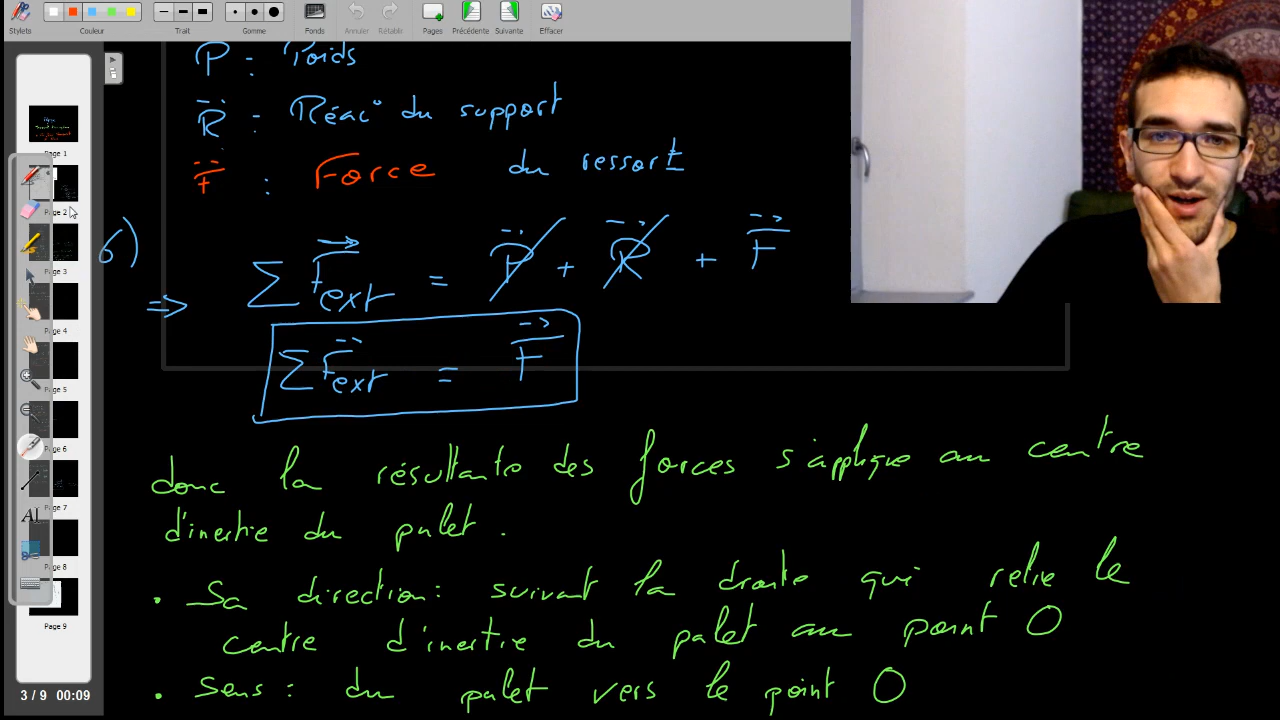 Stylets Couleur Trait Gomme Fonds Annuler Rétablir Pages Précédente Suivante Effacer
P : Poids
R : Réac° du support
F : Force du ressort
6)
∑ Fext = P + R + F
=> ∑ Fext = F
donc la résultante des forces s'applique au centre
d'inertie du palet.
• Sa direction : suivant la droite qui relie le
centre d'inertie du palet au point O
• Sens : du palet vers le point O
Page 1
Page 2
Page 3
Page 4
Page 5
Page 6
Page 7
Page 8
Page 9
3 / 9 00:09